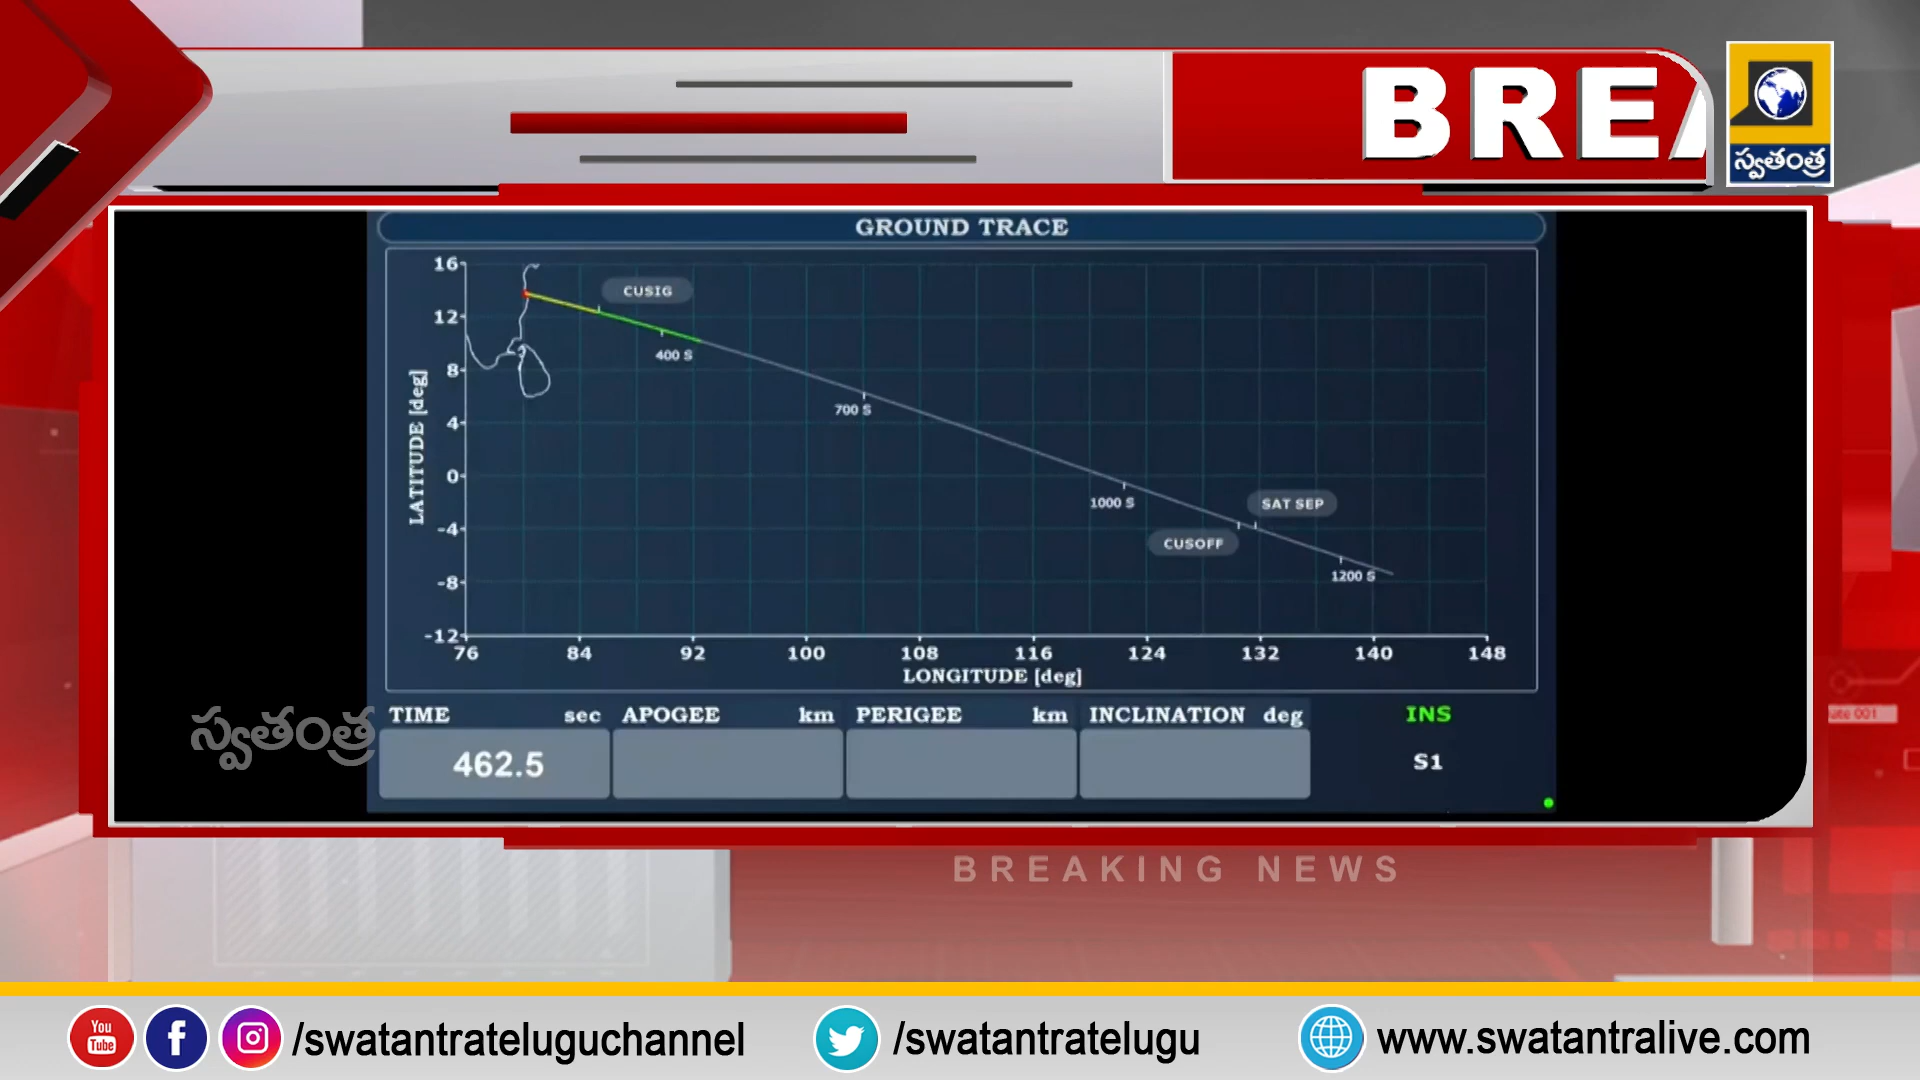 BREA
స్వతంత్ర
GROUND TRACE
16
12
8
4
0
-4
-8
-12
LATITUDE [deg]
CUSIG
400 S
700 S
1000 S
SAT SEP
CUSOFF
1200 S
76 84 92 100 108 116 124 132 140 148
LONGITUDE [deg]
TIME sec APOGEE km PERIGEE km INCLINATION deg INS
462.5 S1
స్వతంత్ర
BREAKING NEWS
You
Tube
/swatantrateluguchannel /swatantratelugu www.swatantralive.com